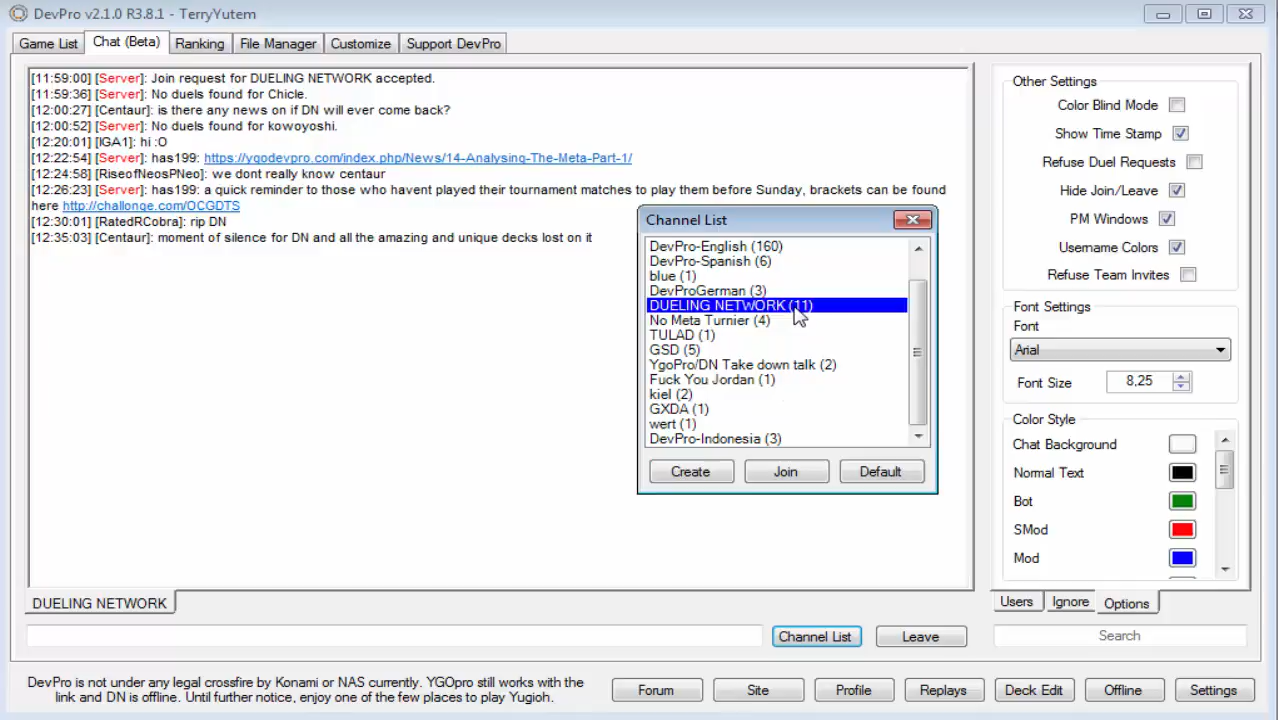 DevPro v2.1.0 R3.8.1 - TerryYutem
Game List
Chat (Beta)
Ranking
File Manager
Customize
Support DevPro
[11:59:00] [Server]: Join request for DUELING NETWORK accepted.
[11:59:36] [Server]: No duels found for Chicle.
[12:00:27] [Centaur]: is there any news on if DN will ever come back?
[12:00:52] [Server]: No duels found for kowoyoshi.
[12:20:01] [IGA1]: hi :O
[12:22:54] [Server]: has199: https://ygodevpro.com/index.php/News/14-Analysing-The-Meta-Part-1/
[12:24:58] [RiseofNeosPNeo]: we dont really know centaur
[12:26:23] [Server]: has199: a quick reminder to those who havent played their tournament matches to play them before Sunday, brackets can be found
here http://challonge.com/OCGDTS
[12:30:01] [RatedRCobra]: rip DN
[12:35:03] [Centaur]: moment of silence for DN and all the amazing and unique decks lost on it
Channel List
DevPro-English (160)
DevPro-Spanish (6)
blue (1)
DevProGerman (3)
DUELING NETWORK (11)
No Meta Turnier (4)
TULAD (1)
GSD (5)
YgoPro/DN Take down talk (2)
Fuck You Jordan (1)
kiel (2)
GXDA (1)
wert (1)
DevPro-Indonesia (3)
Create
Join
Default
Other Settings
Color Blind Mode
Show Time Stamp
Refuse Duel Requests
Hide Join/Leave
PM Windows
Username Colors
Refuse Team Invites
Font Settings
Font
Arial
Font Size
8,25
Color Style
Chat Background
Normal Text
Bot
SMod
Mod
DUELING NETWORK
Users
Ignore
Options
Channel List
Leave
Search
DevPro is not under any legal crossfire by Konami or NAS currently. YGOpro still works with the
link and DN is offline. Until further notice, enjoy one of the few places to play Yugioh.
Forum
Site
Profile
Replays
Deck Edit
Offline
Settings